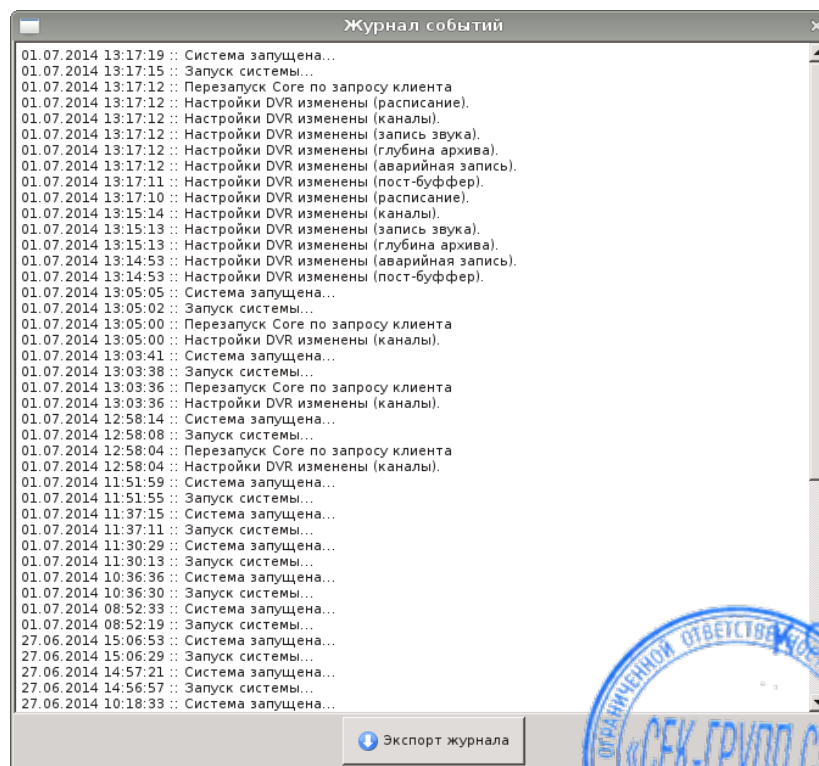 Журнал событий
01.07.2014 13:17:19 :: Система запущена...
01.07.2014 13:17:15 :: Запуск системы...
01.07.2014 13:17:12 :: Перезапуск Core по запросу клиента
01.07.2014 13:17:12 :: Настройки DVR изменены (расписание).
01.07.2014 13:17:12 :: Настройки DVR изменены (каналы).
01.07.2014 13:17:12 :: Настройки DVR изменены (запись звука).
01.07.2014 13:17:12 :: Настройки DVR изменены (глубина архива).
01.07.2014 13:17:12 :: Настройки DVR изменены (аварийная запись).
01.07.2014 13:17:11 :: Настройки DVR изменены (пост-буффер).
01.07.2014 13:17:10 :: Настройки DVR изменены (расписание).
01.07.2014 13:15:14 :: Настройки DVR изменены (каналы).
01.07.2014 13:15:13 :: Настройки DVR изменены (запись звука).
01.07.2014 13:15:13 :: Настройки DVR изменены (глубина архива).
01.07.2014 13:14:53 :: Настройки DVR изменены (аварийная запись).
01.07.2014 13:14:53 :: Настройки DVR изменены (пост-буффер).
01.07.2014 13:05:05 :: Система запущена...
01.07.2014 13:05:02 :: Запуск системы...
01.07.2014 13:05:00 :: Перезапуск Core по запросу клиента
01.07.2014 13:05:00 :: Настройки DVR изменены (каналы).
01.07.2014 13:03:41 :: Система запущена...
01.07.2014 13:03:38 :: Запуск системы...
01.07.2014 13:03:36 :: Перезапуск Core по запросу клиента
01.07.2014 13:03:36 :: Настройки DVR изменены (каналы).
01.07.2014 12:58:14 :: Система запущена...
01.07.2014 12:58:08 :: Запуск системы...
01.07.2014 12:58:04 :: Перезапуск Core по запросу клиента
01.07.2014 12:58:04 :: Настройки DVR изменены (каналы).
01.07.2014 11:51:59 :: Система запущена...
01.07.2014 11:51:55 :: Запуск системы...
01.07.2014 11:37:15 :: Система запущена...
01.07.2014 11:37:11 :: Запуск системы...
01.07.2014 11:30:29 :: Система запущена...
01.07.2014 11:30:13 :: Запуск системы...
01.07.2014 10:36:36 :: Система запущена...
01.07.2014 10:36:30 :: Запуск системы...
01.07.2014 08:52:33 :: Система запущена...
01.07.2014 08:52:19 :: Запуск системы...
27.06.2014 15:06:53 :: Система запущена...
27.06.2014 15:06:29 :: Запуск системы...
27.06.2014 14:57:21 :: Система запущена...
27.06.2014 14:56:57 :: Запуск системы...
27.06.2014 10:18:33 :: Система запущена...
Экспорт журнала
«СЕК-ГРУПП